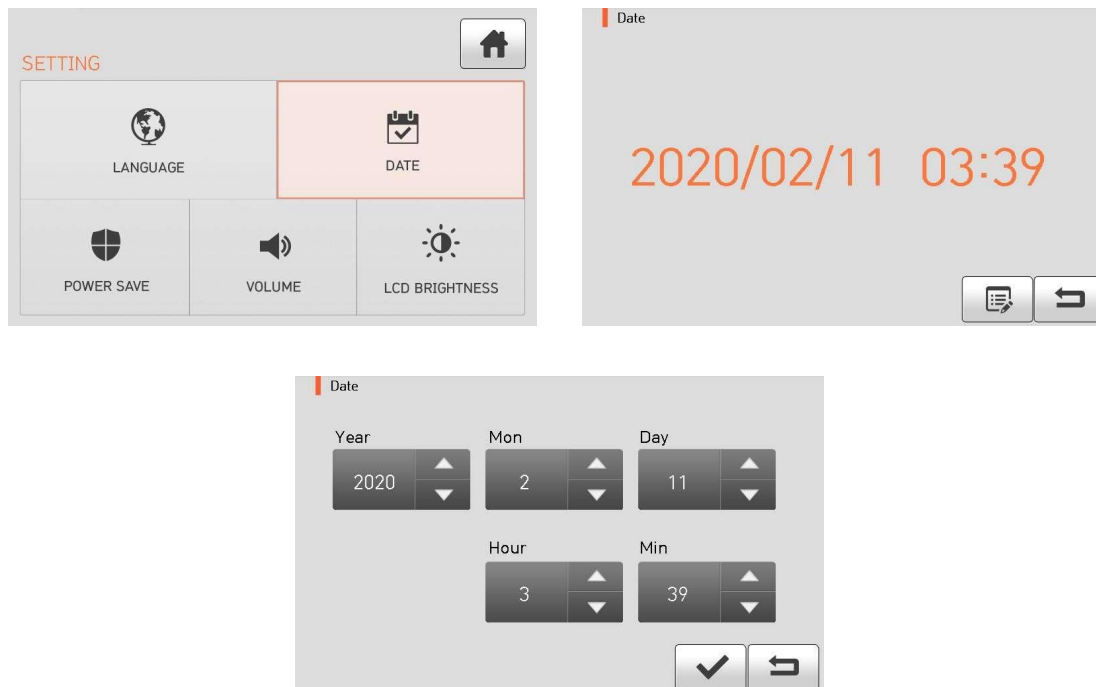 SETTING
LANGUAGE
DATE
POWER SAVE
VOLUME
LCD BRIGHTNESS
Date
2020/02/11 03:39
Date
Year Mon Day
2020 2 11
Hour Min
3 39